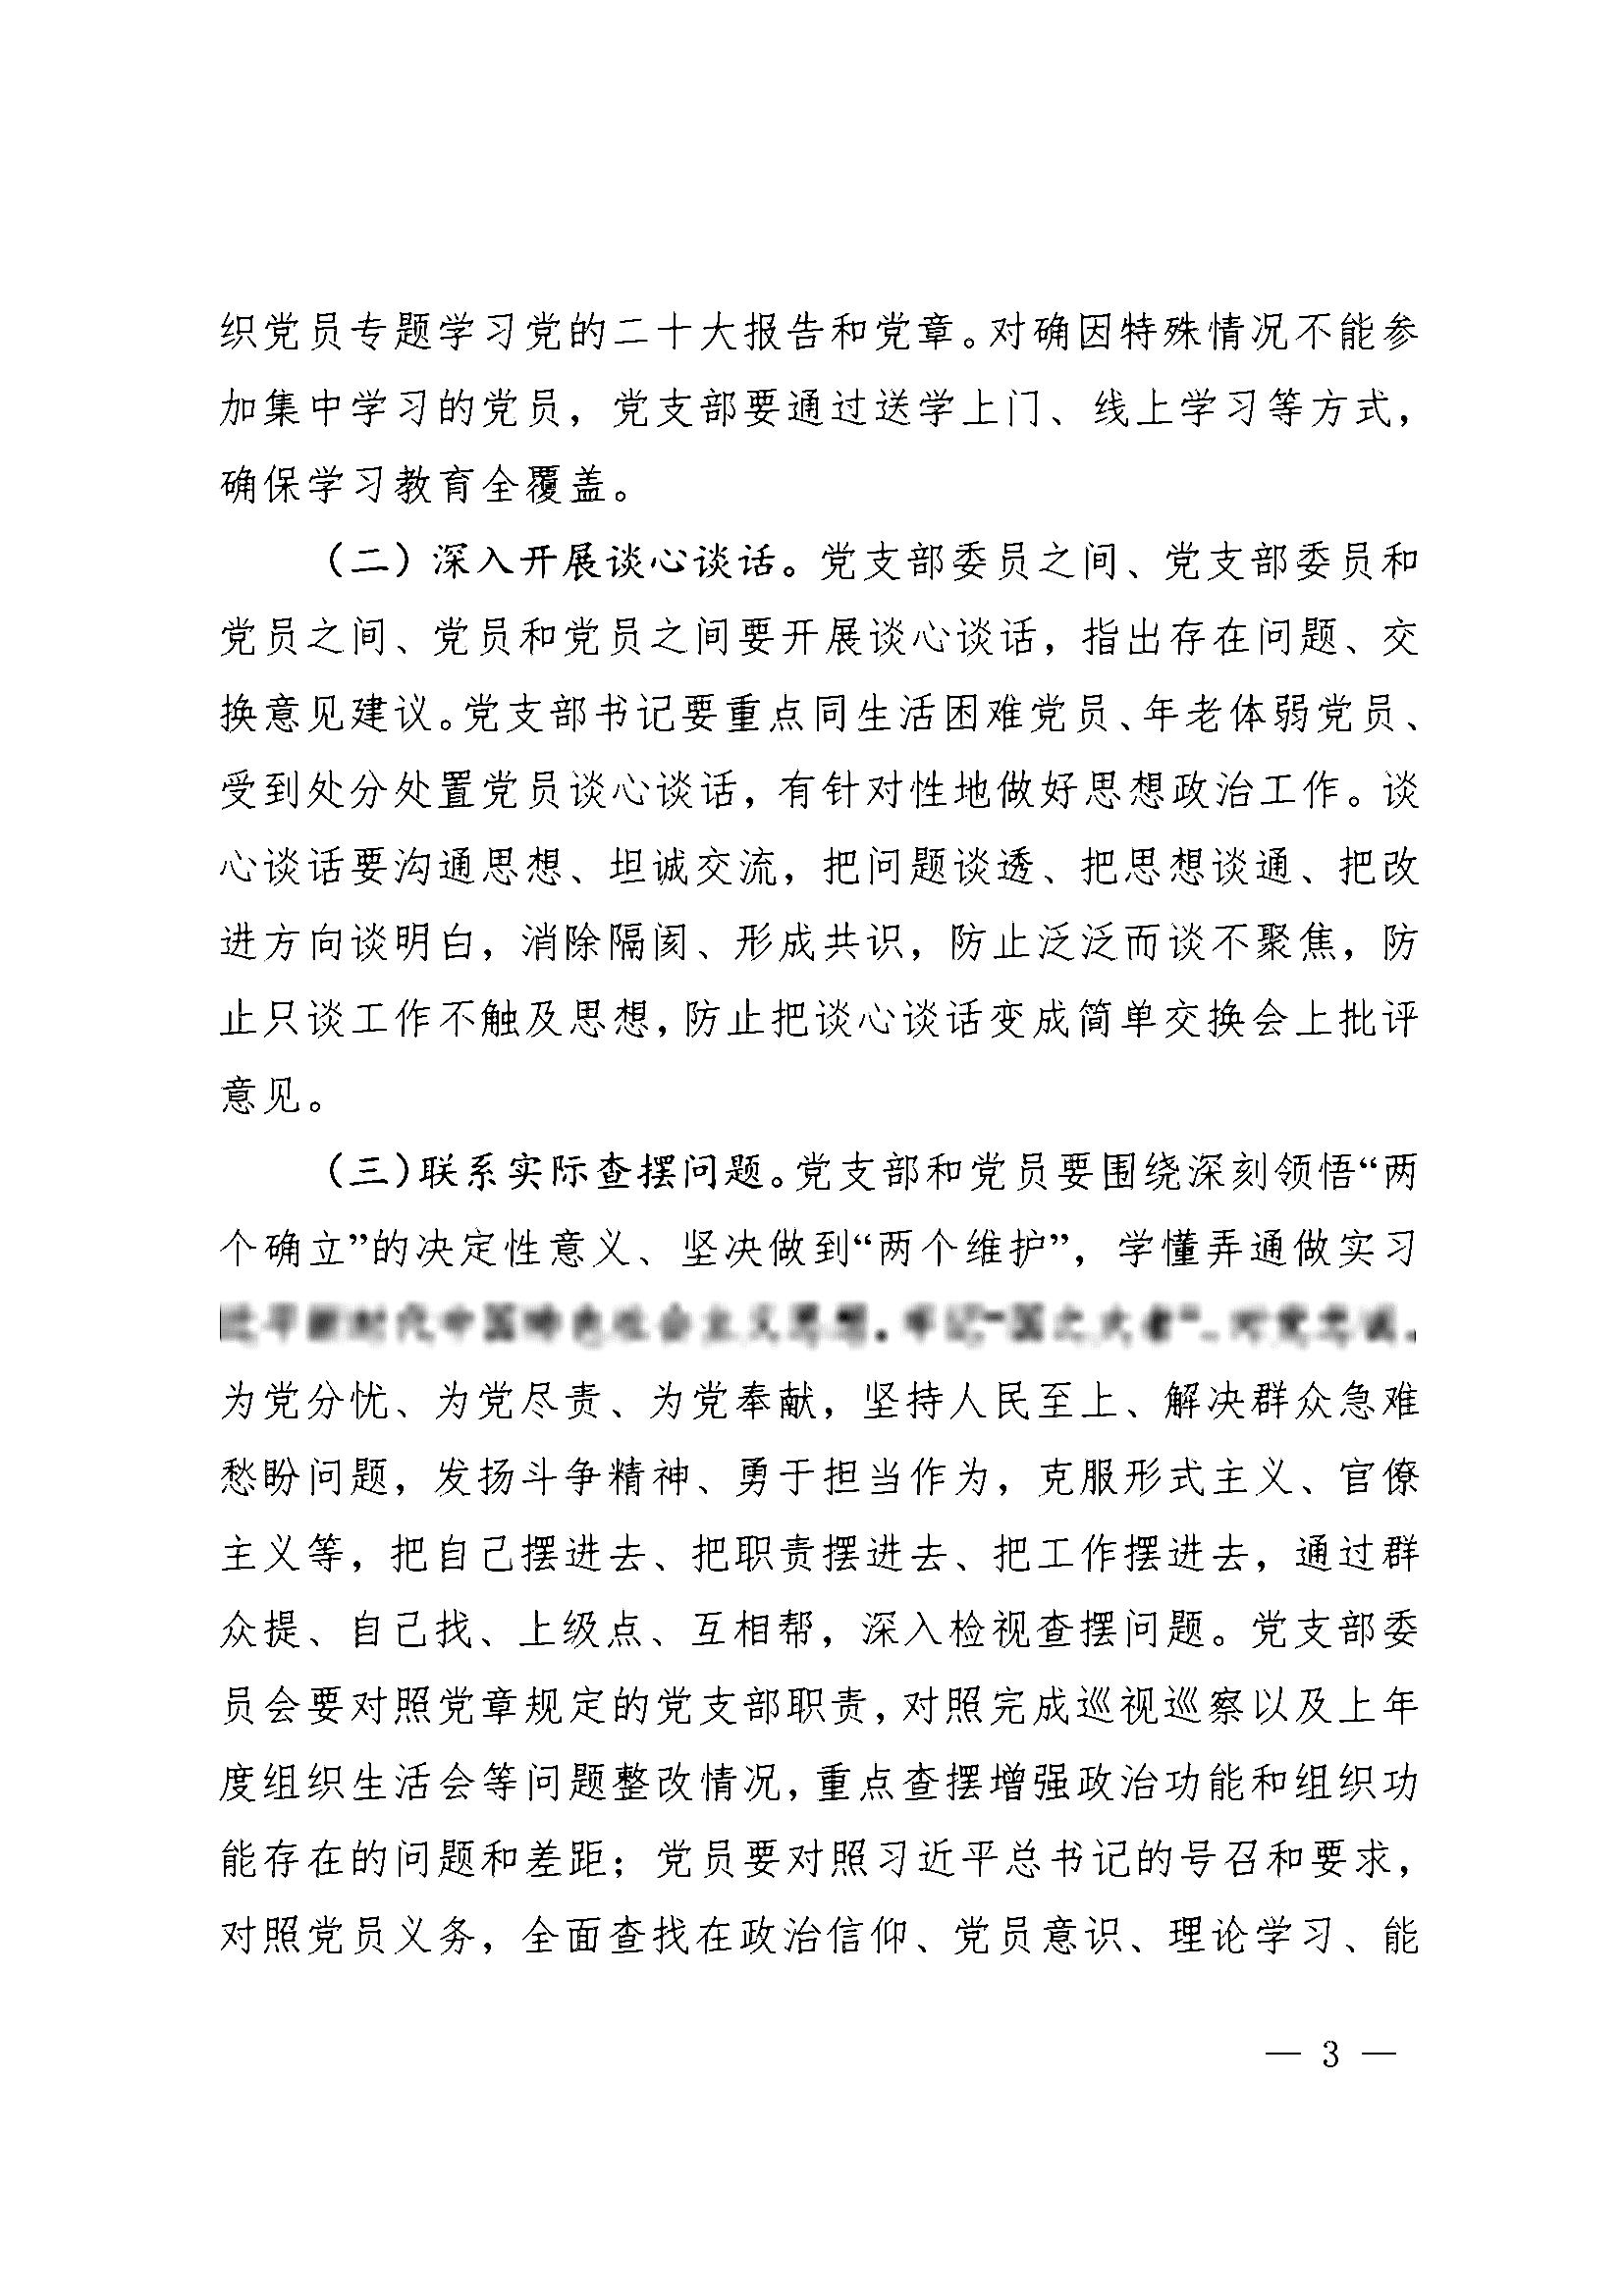 织党员专题学习党的二十大报告和党章。对确因特殊情况不能参
加集中学习的党员，党支部要通过送学上门、线上学习等方式，
确保学习教育全覆盖。
（二）深入开展谈心谈话。党支部委员之间、党支部委员和
党员之间、党员和党员之间要开展谈心谈话，指出存在问题、交
换意见建议。党支部书记要重点同生活困难党员、年老体弱党员、
受到处分处置党员谈心谈话，有针对性地做好思想政治工作。谈
心谈话要沟通思想、坦诚交流，把问题谈透、把思想谈通、把改
进方向谈明白，消除隔阂、形成共识，防止泛泛而谈不聚焦，防
止只谈工作不触及思想，防止把谈心谈话变成简单交换会上批评
意见。
（三）联系实际查摆问题。党支部和党员要围绕深刻领悟“两
个确立”的决定性意义、坚决做到“两个维护”，学懂弄通做实习
为党分忧、为党尽责、为党奉献，坚持人民至上、解决群众急难
愁盼问题，发扬斗争精神、勇于担当作为，克服形式主义、官僚
主义等，把自己摆进去、把职责摆进去、把工作摆进去，通过群
众提、自己找、上级点、互相帮，深入检视查摆问题。党支部委
员会要对照党章规定的党支部职责，对照完成巡视巡察以及上年
度组织生活会等问题整改情况，重点查摆增强政治功能和组织功
能存在的问题和差距；党员要对照习近平总书记的号召和要求，
对照党员义务，全面查找在政治信仰、党员意识、理论学习、能
— 3 —